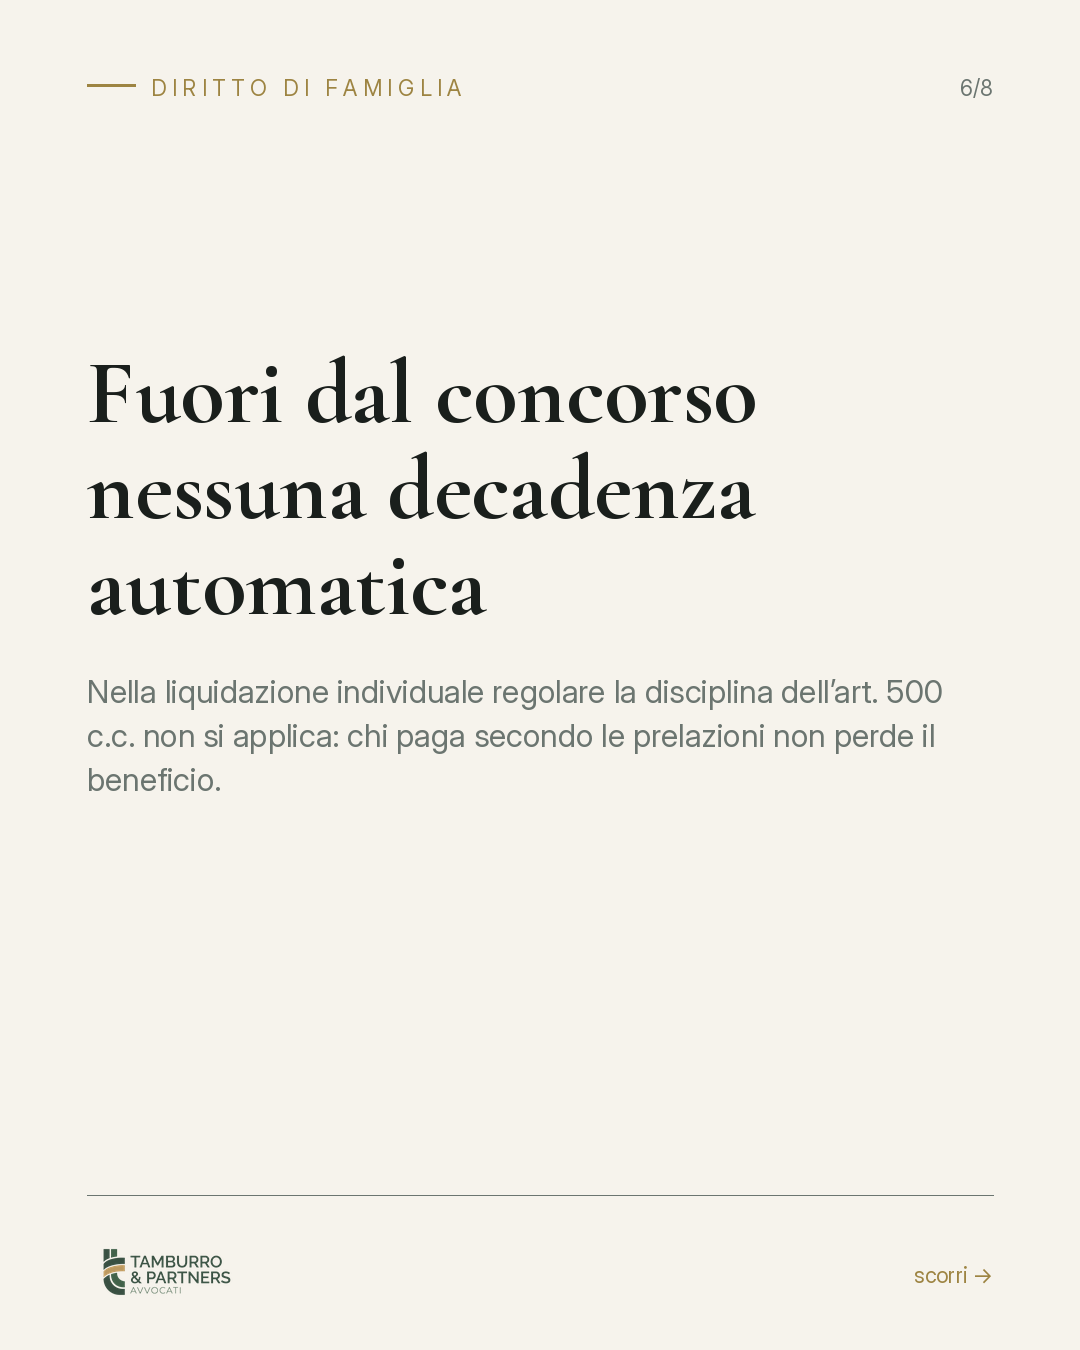 DIRITTO DI FAMIGLIA
6/8
Fuori dal concorso
nessuna decadenza
automatica
Nella liquidazione individuale regolare la disciplina dell’art. 500
c.c. non si applica: chi paga secondo le prelazioni non perde il
beneficio.
TAMBURRO
& PARTNERS
AVVOCATI
scorri →